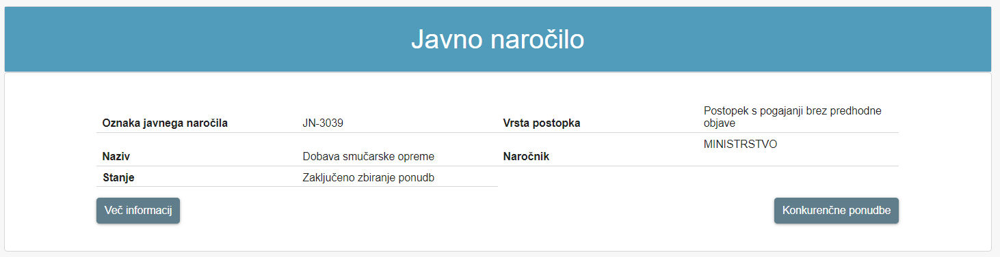 Javno naročilo
Oznaka javnega naročila JN-3039 Vrsta postopka Postopek s pogajanji brez predhodne
objave
Naziv Dobava smučarske opreme Naročnik MINISTRSTVO
Stanje Zaključeno zbiranje ponudb
Več informacij Konkurenčne ponudbe